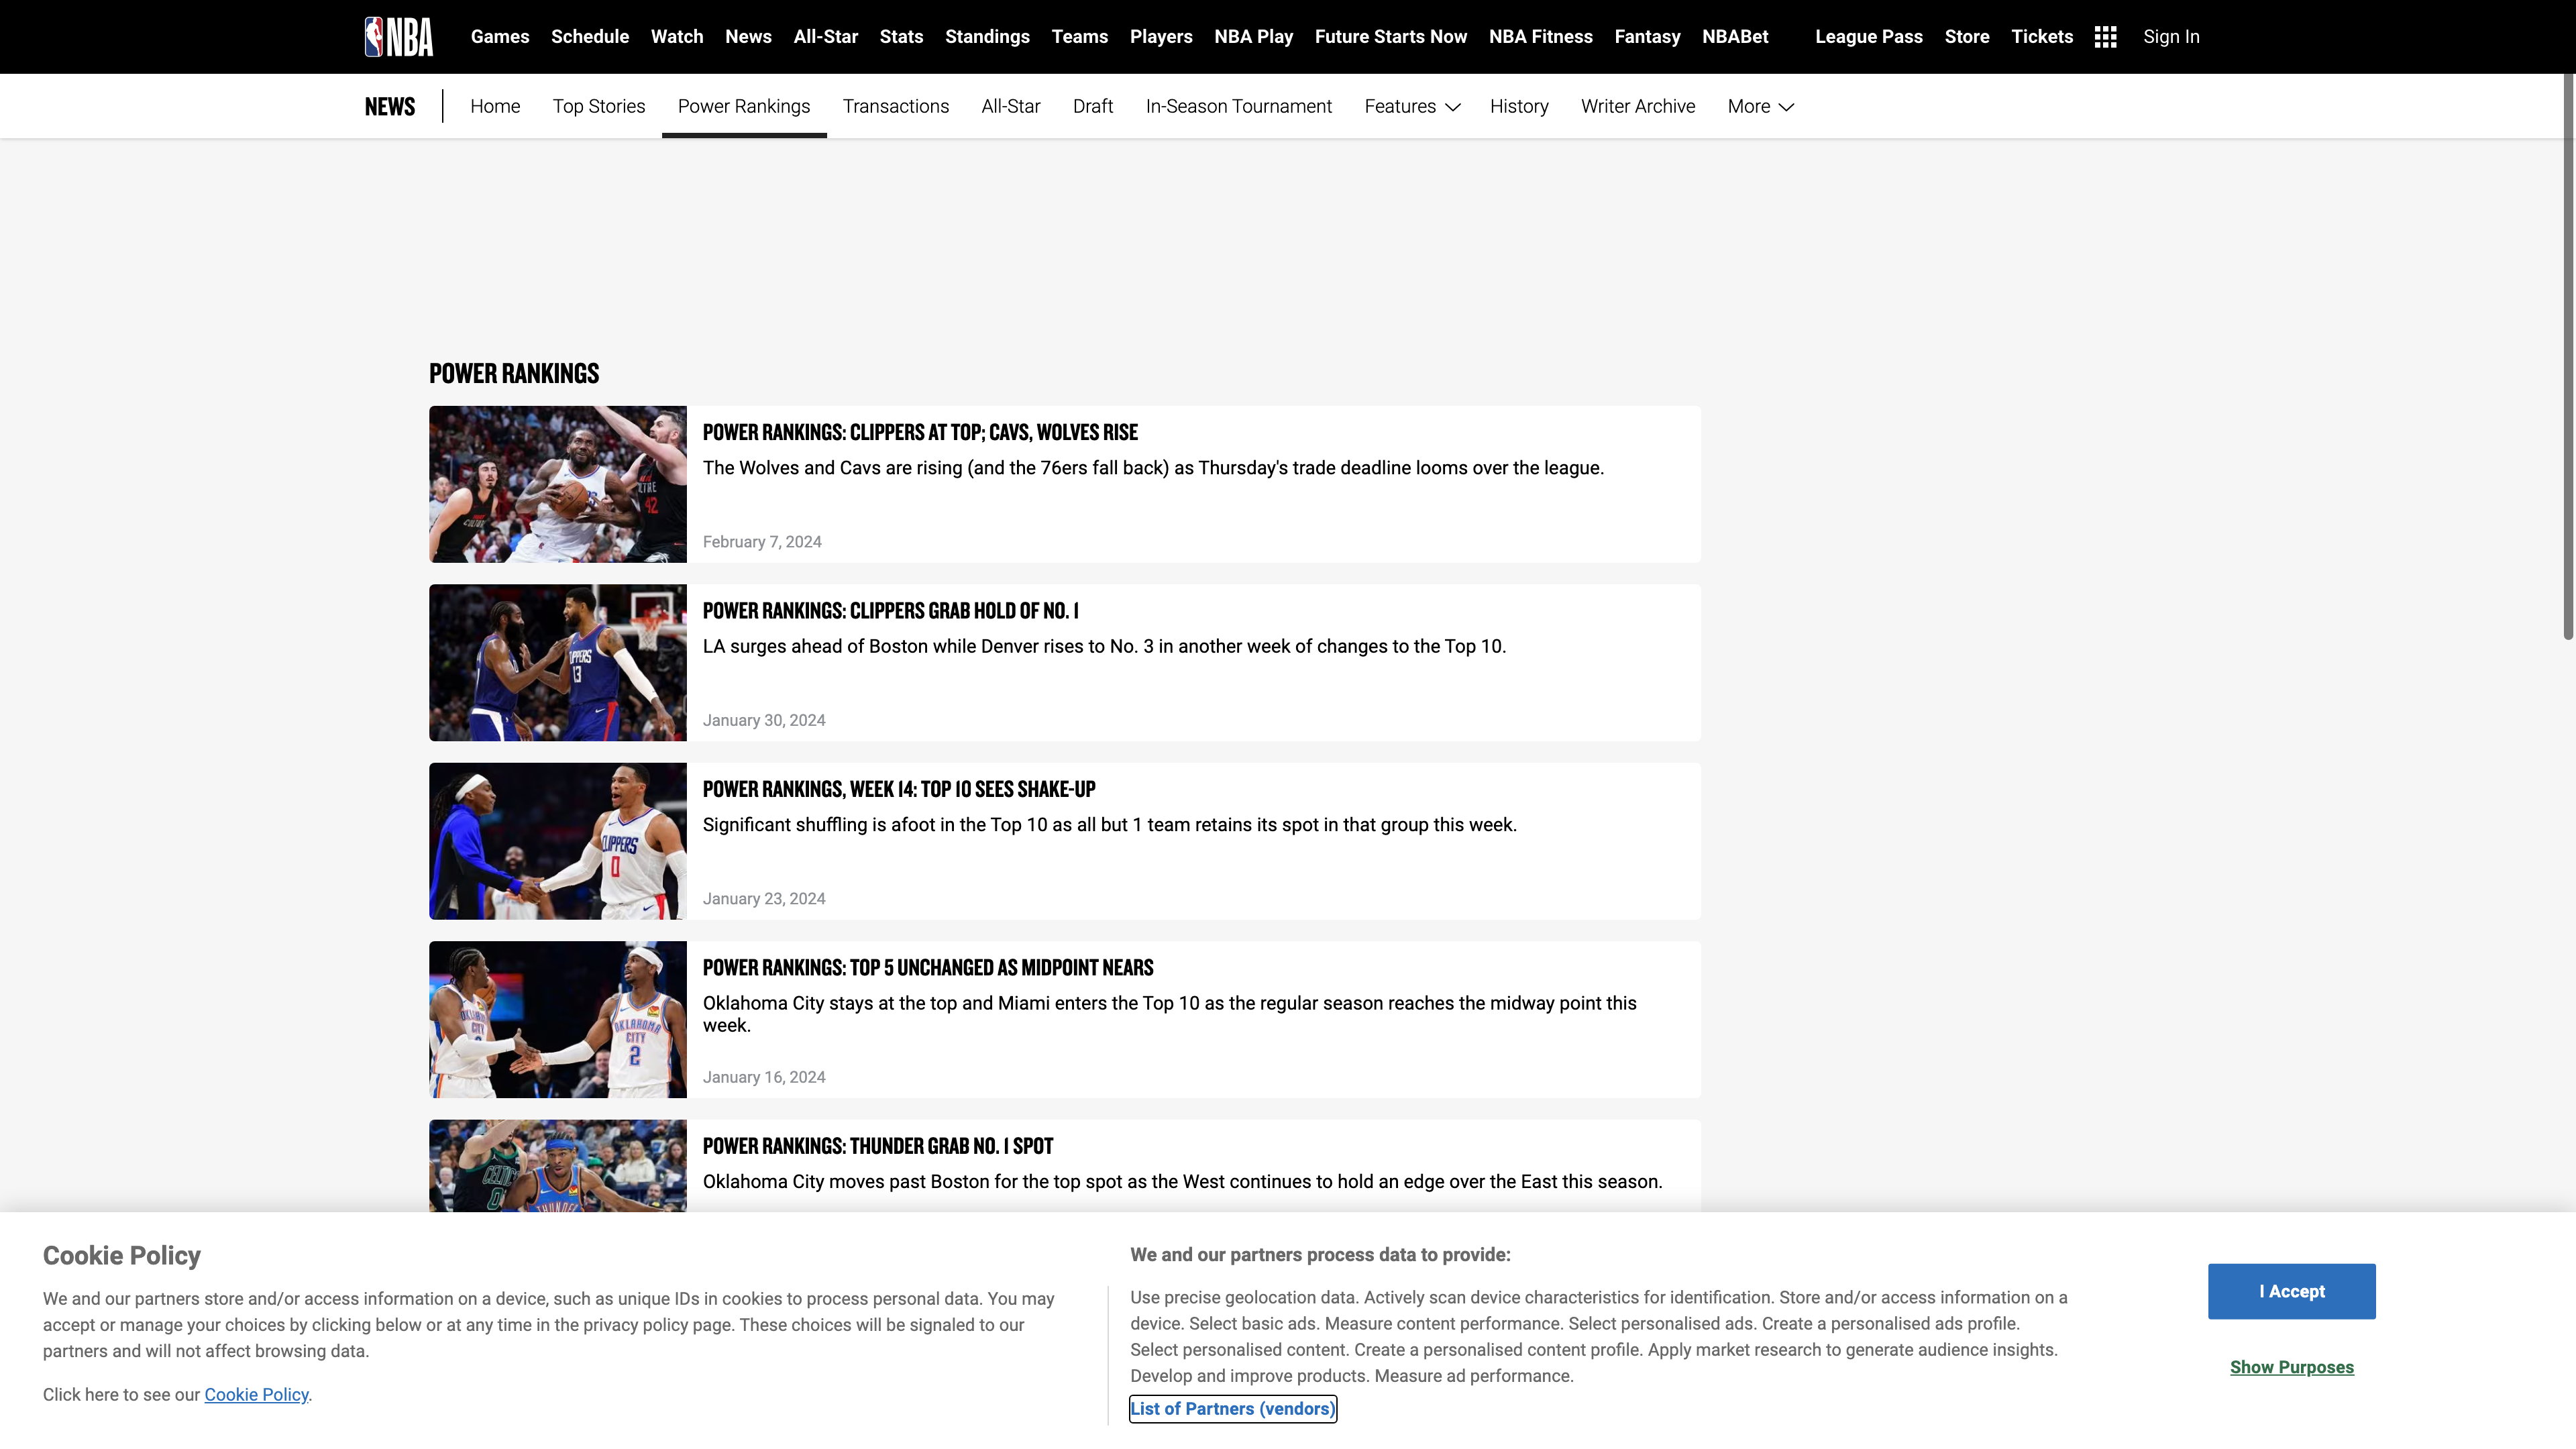 NBA Games Schedule Watch News All-Star Stats Standings Teams Players NBA Play Future Starts Now NBA Fitness Fantasy NBABet League Pass Store Tickets Sign In
NEWS Home Top Stories Power Rankings Transactions All-Star Draft In-Season Tournament Features History Writer Archive More
POWER RANKINGS
POWER RANKINGS: CLIPPERS AT TOP; CAVS, WOLVES RISE
The Wolves and Cavs are rising (and the 76ers fall back) as Thursday's trade deadline looms over the league.
42
February 7, 2024
POWER RANKINGS: CLIPPERS GRAB HOLD OF NO. 1
LA surges ahead of Boston while Denver rises to No. 3 in another week of changes to the Top 10.
13
January 30, 2024
POWER RANKINGS, WEEK 14: TOP 10 SEES SHAKE-UP
Significant shuffling is afoot in the Top 10 as all but 1 team retains its spot in that group this week.
CLIPPERS
0
January 23, 2024
POWER RANKINGS: TOP 5 UNCHANGED AS MIDPOINT NEARS
Oklahoma City stays at the top and Miami enters the Top 10 as the regular season reaches the midway point this
week.
OKLAHOMA
CITY
2
January 16, 2024
POWER RANKINGS: THUNDER GRAB NO. 1 SPOT
Oklahoma City moves past Boston for the top spot as the West continues to hold an edge over the East this season.
Cookie Policy
We and our partners store and/or access information on a device, such as unique IDs in cookies to process personal data. You may
accept or manage your choices by clicking below or at any time in the privacy policy page. These choices will be signaled to our
partners and will not affect browsing data.
Click here to see our Cookie Policy.
We and our partners process data to provide:
Use precise geolocation data. Actively scan device characteristics for identification. Store and/or access information on a
device. Select basic ads. Measure content performance. Select personalised ads. Create a personalised ads profile.
Select personalised content. Create a personalised content profile. Apply market research to generate audience insights.
Develop and improve products. Measure ad performance.
List of Partners (vendors)
I Accept
Show Purposes